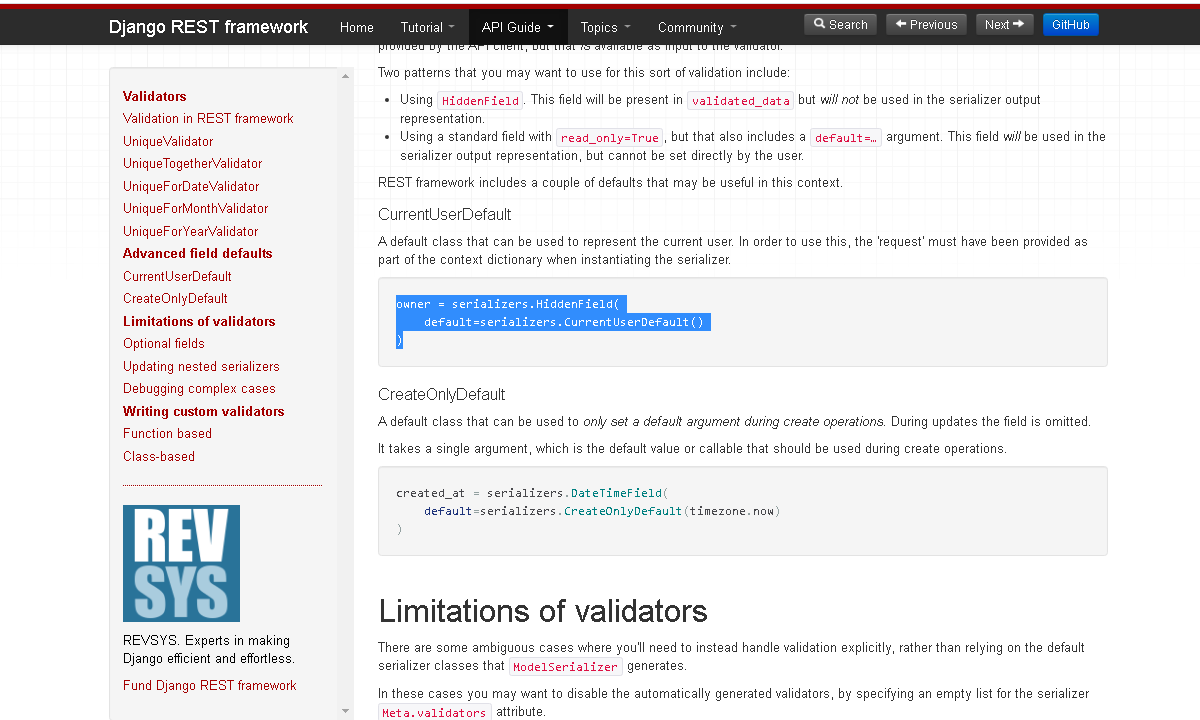 Django REST framework
Home
Tutorial
API Guide
Topics
Community
Search
Previous
Next
GitHub
Validators
Validation in REST framework
UniqueValidator
UniqueTogetherValidator
UniqueForDateValidator
UniqueForMonthValidator
UniqueForYearValidator
Advanced field defaults
CurrentUserDefault
CreateOnlyDefault
Limitations of validators
Optional fields
Updating nested serializers
Debugging complex cases
Writing custom validators
Function based
Class-based
REV
SYS
REVSYS. Experts in making
Django efficient and effortless.
Fund Django REST framework
provided by the API client, but that is available as input to the validator.
Two patterns that you may want to use for this sort of validation include:
• Using HiddenField. This field will be present in validated_data but will not be used in the serializer output
representation.
• Using a standard field with read_only=True, but that also includes a default=… argument. This field will be used in the
serializer output representation, but cannot be set directly by the user.
REST framework includes a couple of defaults that may be useful in this context.
CurrentUserDefault
A default class that can be used to represent the current user. In order to use this, the 'request' must have been provided as
part of the context dictionary when instantiating the serializer.
owner = serializers.HiddenField(
    default=serializers.CurrentUserDefault()
)
CreateOnlyDefault
A default class that can be used to only set a default argument during create operations. During updates the field is omitted.
It takes a single argument, which is the default value or callable that should be used during create operations.
created_at = serializers.DateTimeField(
    default=serializers.CreateOnlyDefault(timezone.now)
)
Limitations of validators
There are some ambiguous cases where you'll need to instead handle validation explicitly, rather than relying on the default
serializer classes that ModelSerializer generates.
In these cases you may want to disable the automatically generated validators, by specifying an empty list for the serializer
Meta.validators attribute.